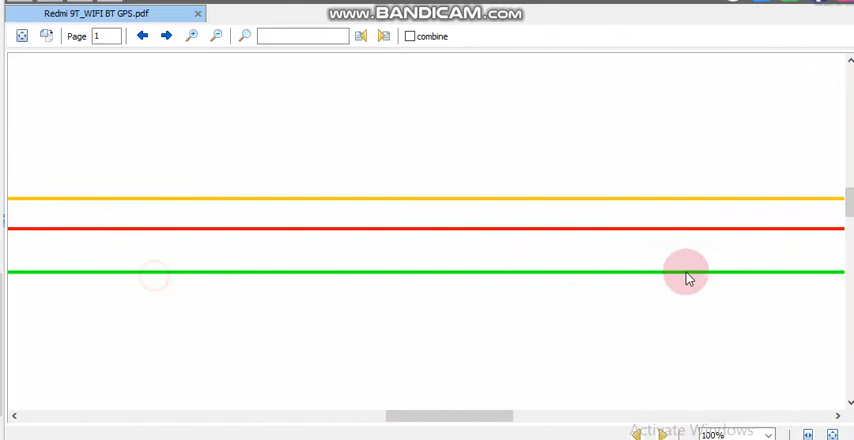 Redmi 9T_WIFI BT GPS.pdf
www.BANDICAM.com
Page 1
combine
Activate Windows
100%